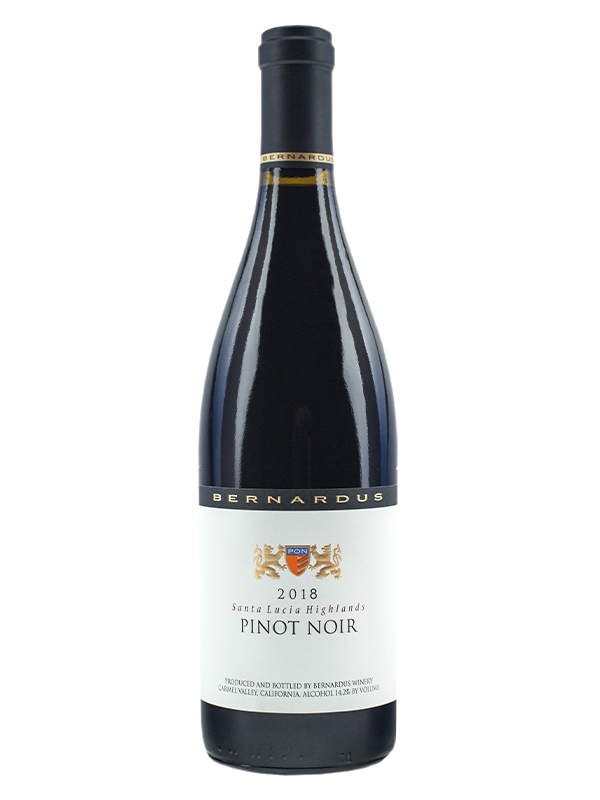 BERNARDUS
BERNARDUS
PON
2018
Santa Lucia Highlands
PINOT NOIR
PRODUCED AND BOTTLED BY BERNARDUS WINERY
CARMEL VALLEY, CALIFORNIA. ALCOHOL 14.2% BY VOLUME